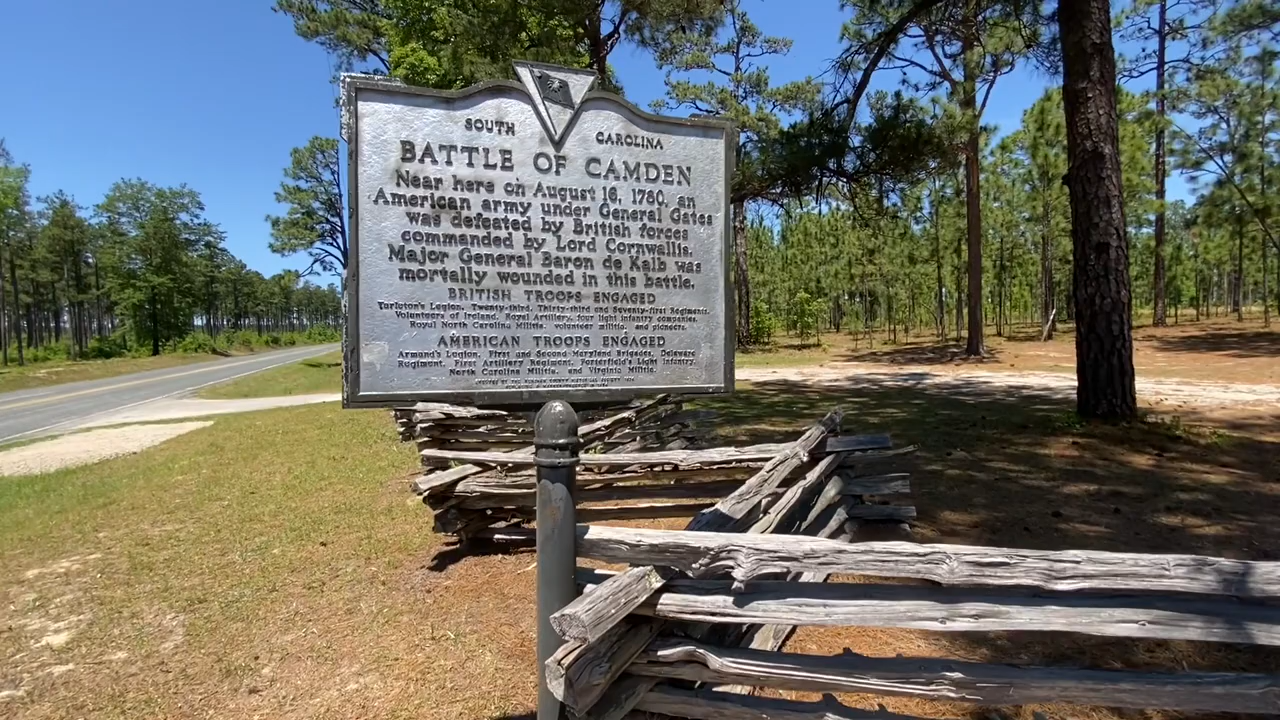 SOUTH CAROLINA
BATTLE OF CAMDEN
Near here on August 16, 1780, an
American army under General Gates
was defeated by British forces
commanded by Lord Cornwallis.
Major General Baron de Kalb was
mortally wounded in this battle.
BRITISH TROOPS ENGAGED
Tarleton's Legion, Twenty-third, Thirty-third and Seventy-first Regiments,
Volunteers of Ireland, Royal Artillery, four light infantry companies,
Royal North Carolina Militia, volunteer militia, and pioneers.
AMERICAN TROOPS ENGAGED
Armand's Legion, First and Second Maryland Brigades, Delaware
Regiment, First Artillery Regiment, Porterfield's Light Infantry,
North Carolina Militia, and Virginia Militia.